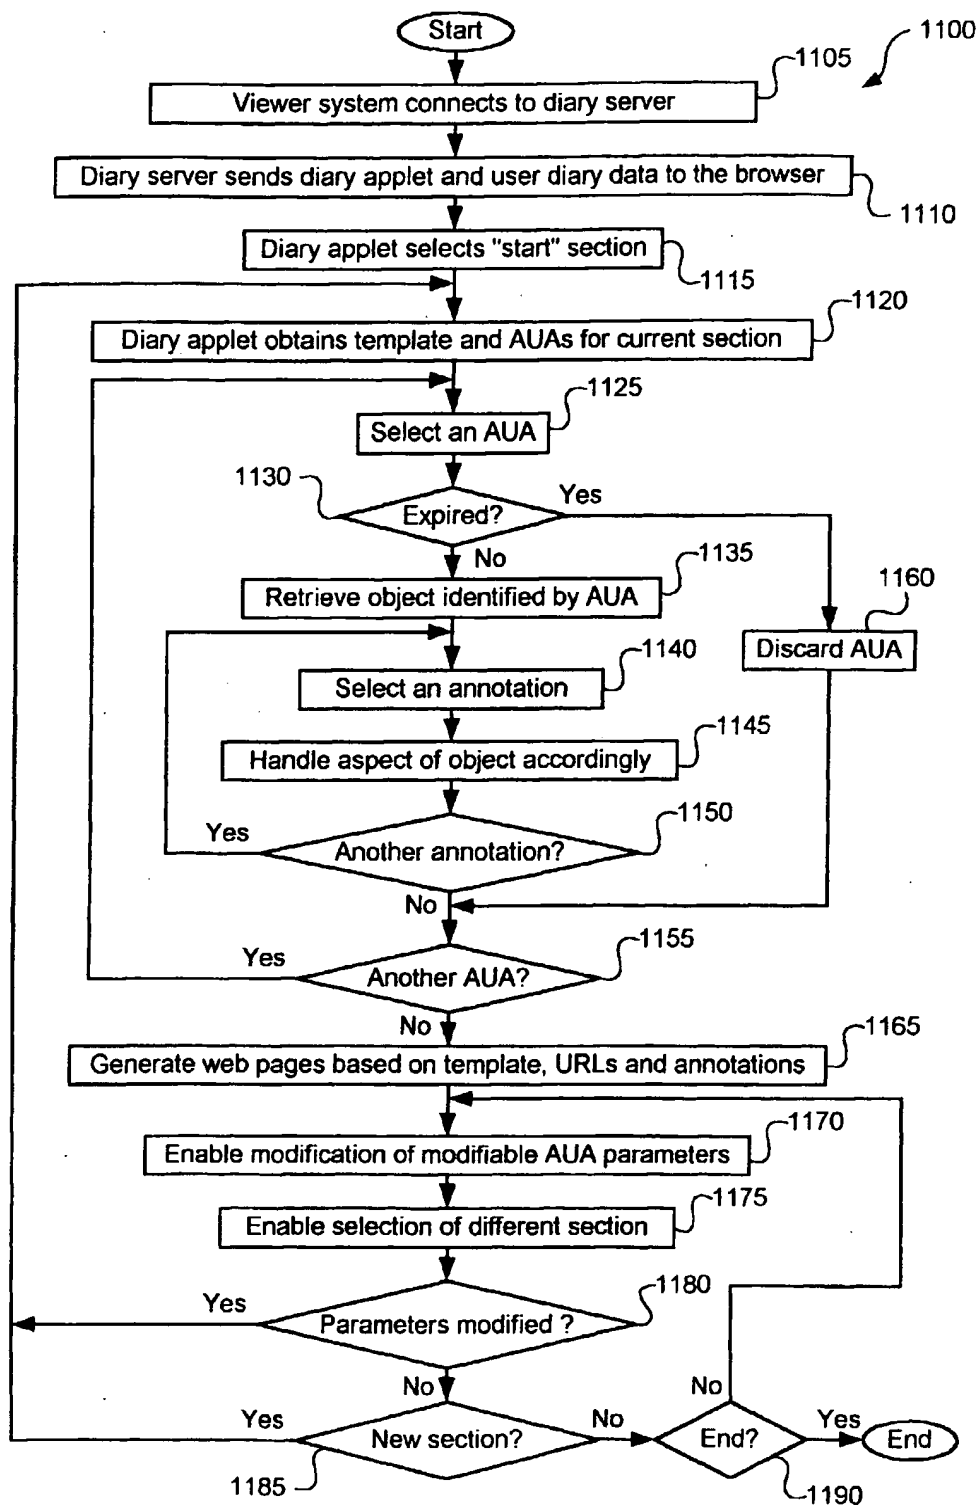 Start
1100
1105
Viewer system connects to diary server
Diary server sends diary applet and user diary data to the browser
1110
Diary applet selects "start" section
1115
1120
Diary applet obtains template and AUAs for current section
1125
Select an AUA
1130
Expired?
Yes
No
1135
Retrieve object identified by AUA
1160
Discard AUA
1140
Select an annotation
1145
Handle aspect of object accordingly
1150
Yes
Another annotation?
No
1155
Yes
Another AUA?
No
1165
Generate web pages based on template, URLs and annotations
1170
Enable modification of modifiable AUA parameters
1175
Enable selection of different section
1180
Yes
Parameters modified ?
No
No
Yes
New section?
No
End?
Yes
End
1185
1190